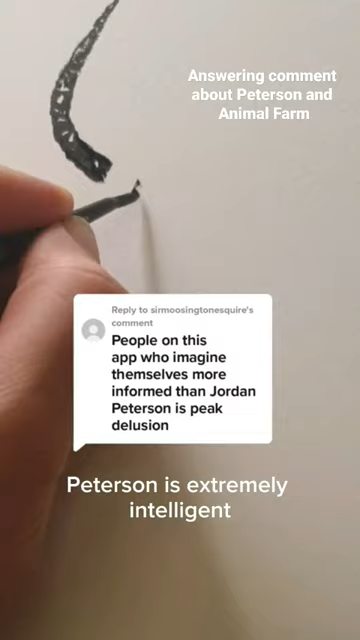 Answering comment
about Peterson and
Animal Farm
Reply to sirmoosingtonesquire's
comment
People on this
app who imagine
themselves more
informed than Jordan
Peterson is peak
delusion
Peterson is extremely
intelligent